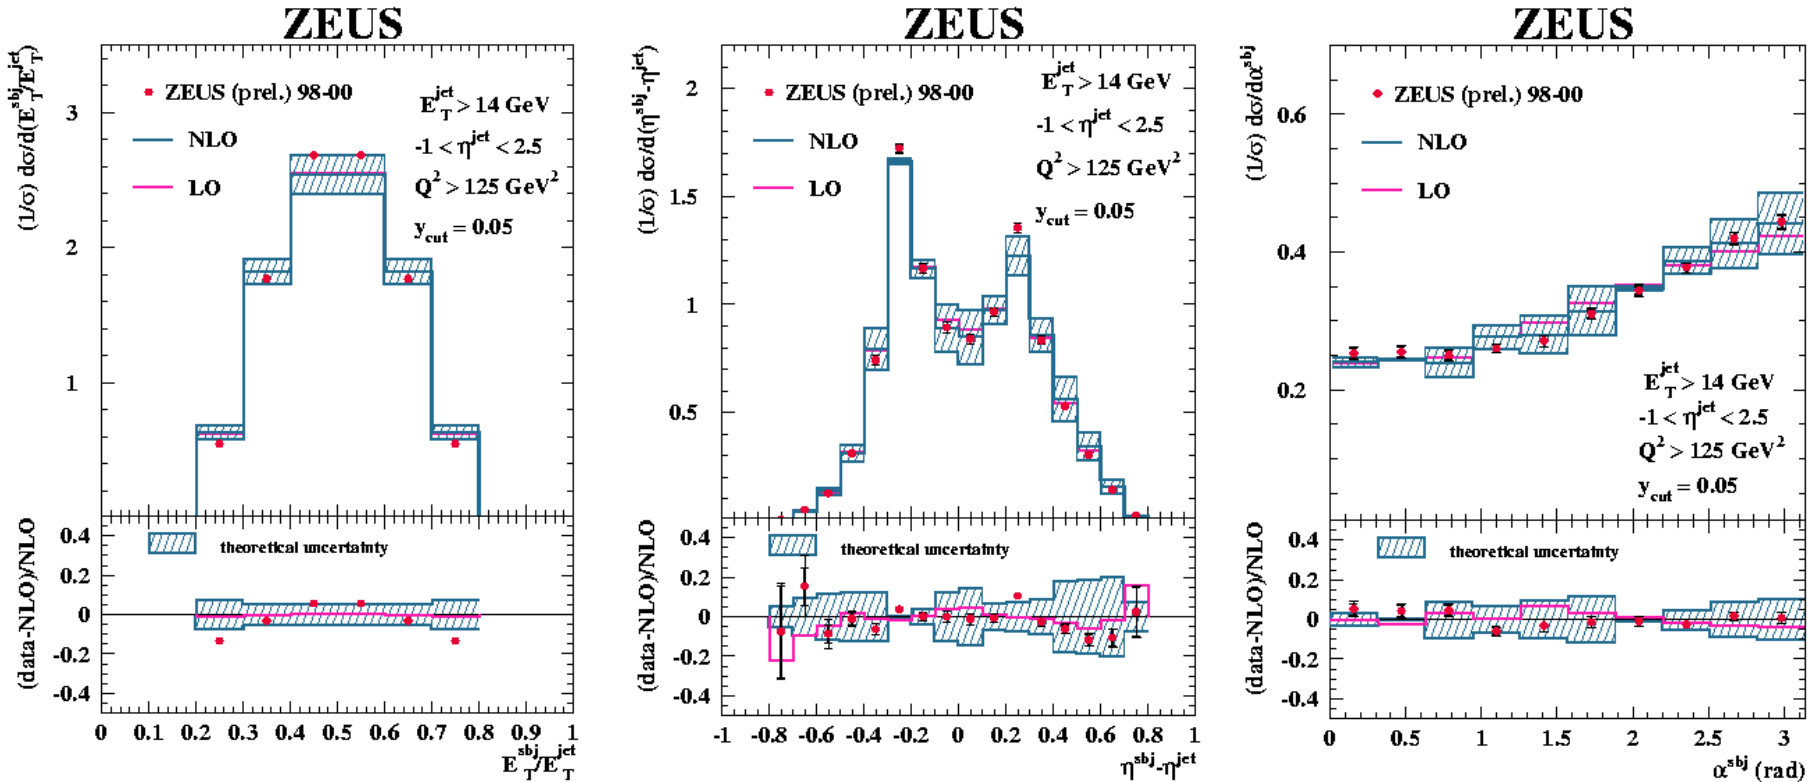 ZEUS
(1/σ) dσ/d(E_T^sbj/E_T^jet)
3
2
1
ZEUS (prel.) 98-00
NLO
LO
E_T^jet > 14 GeV
-1 < η^jet < 2.5
Q^2 > 125 GeV^2
y_cut = 0.05
(data-NLO)/NLO
0.4
0.2
0
-0.2
-0.4
theoretical uncertainty
0 0.1 0.2 0.3 0.4 0.5 0.6 0.7 0.8 0.9 1
E_T^sbj/E_T^jet
ZEUS
(1/σ) dσ/d(η^sbj-η^jet)
2
1.5
1
0.5
ZEUS (prel.) 98-00
NLO
LO
E_T^jet > 14 GeV
-1 < η^jet < 2.5
Q^2 > 125 GeV^2
y_cut = 0.05
(data-NLO)/NLO
0.4
0.2
0
-0.2
-0.4
theoretical uncertainty
-1 -0.8 -0.6 -0.4 -0.2 0 0.2 0.4 0.6 0.8 1
η^sbj-η^jet
ZEUS
(1/σ) dσ/dα^sbj
0.6
0.4
0.2
ZEUS (prel.) 98-00
NLO
LO
E_T^jet > 14 GeV
-1 < η^jet < 2.5
Q^2 > 125 GeV^2
y_cut = 0.05
(data-NLO)/NLO
0.4
0.2
0
-0.2
-0.4
theoretical uncertainty
0 0.5 1 1.5 2 2.5 3
α^sbj (rad)